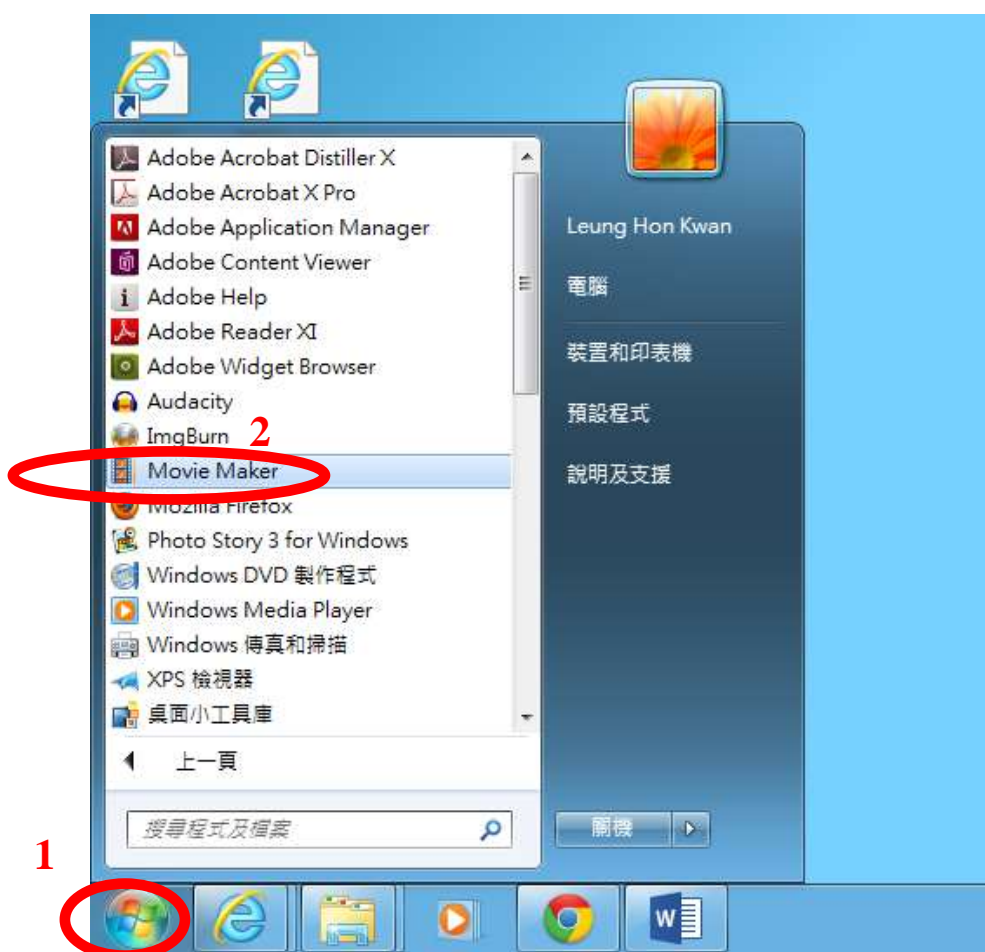 Adobe Acrobat Distiller X
Adobe Acrobat X Pro
Adobe Application Manager
Adobe Content Viewer
Adobe Help
Adobe Reader XI
Adobe Widget Browser
Audacity
ImgBurn
2
Movie Maker
Mozilla Firefox
Photo Story 3 for Windows
Windows DVD 製作程式
Windows Media Player
Windows 傳真和掃描
XPS 檢視器
桌面小工具庫
上一頁
搜尋程式及檔案
Leung Hon Kwan
電腦
裝置和印表機
預設程式
說明及支援
關機
1